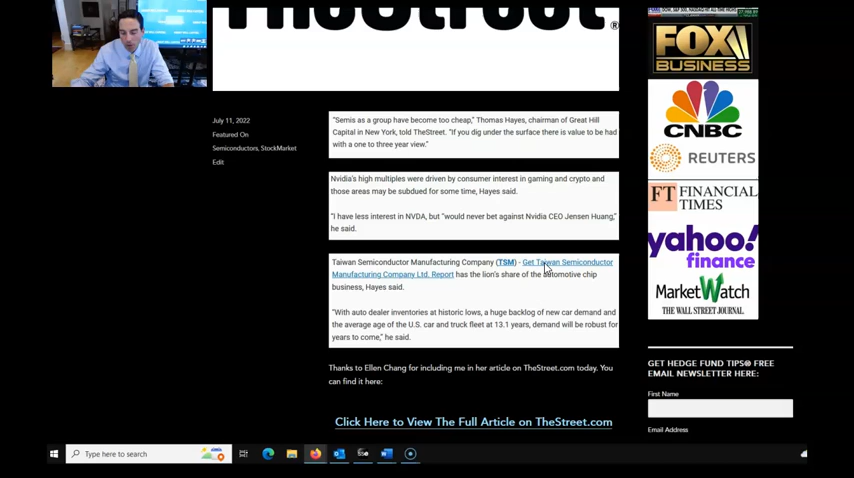 TheStreet®
July 11, 2022
Featured On
Semiconductors, StockMarket
Edit
"Semis as a group have become too cheap," Thomas Hayes, chairman of Great Hill
Capital in New York, told TheStreet. "If you dig under the surface there is value to be had
with a one to three year view."
Nvidia's high multiples were driven by consumer interest in gaming and crypto and
those areas may be subdued for some time, Hayes said.
"I have less interest in NVDA, but "would never bet against Nvidia CEO Jensen Huang,"
he said.
Taiwan Semiconductor Manufacturing Company (TSM) - Get Taiwan Semiconductor
Manufacturing Company Ltd. Report has the lion's share of the automotive chip
business, Hayes said.
"With auto dealer inventories at historic lows, a huge backlog of new car demand and
the average age of the U.S. car and truck fleet at 13.1 years, demand will be robust for
years to come," he said.
Thanks to Ellen Chang for including me in her article on TheStreet.com today. You
can find it here:
Click Here to View The Full Article on TheStreet.com
FOX
BUSINESS
CNBC
REUTERS
FT FINANCIAL
TIMES
yahoo!
finance
MarketWatch
THE WALL STREET JOURNAL
GET HEDGE FUND TIPS® FREE
EMAIL NEWSLETTER HERE:
First Name
Email Address
Type here to search